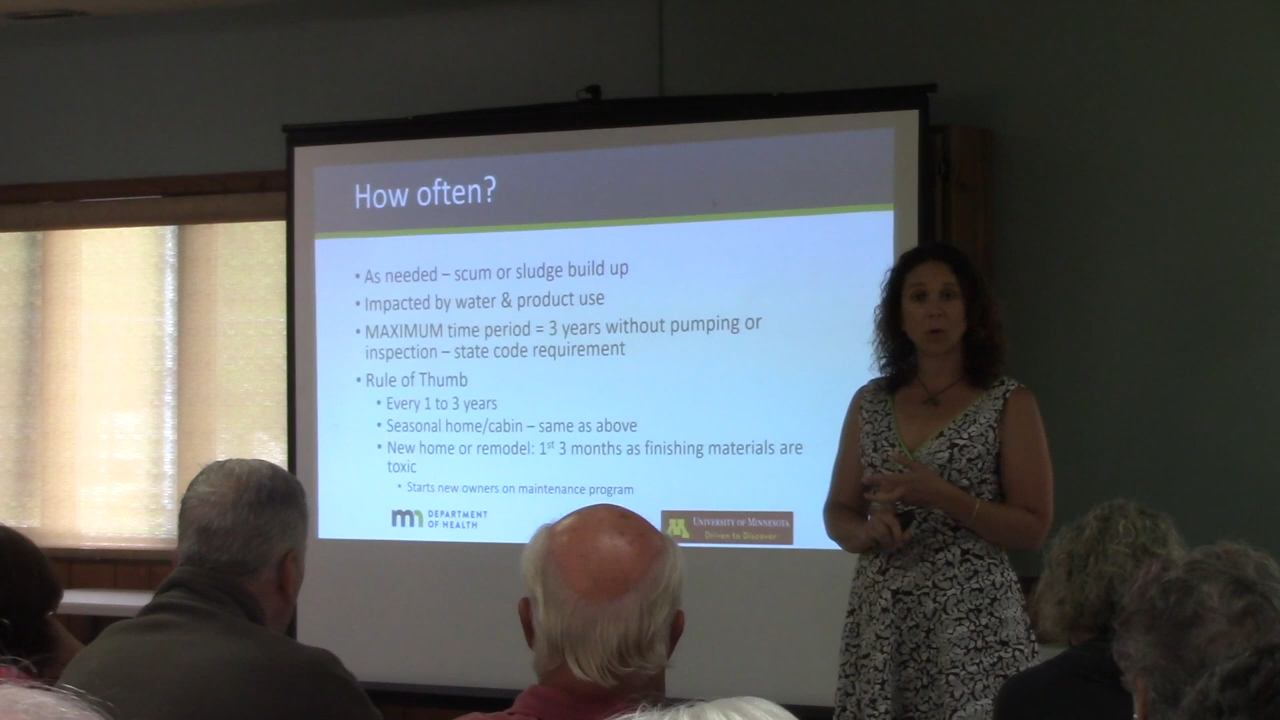 How often?
• As needed – scum or sludge build up
• Impacted by water & product use
• MAXIMUM time period = 3 years without pumping or
inspection – state code requirement
• Rule of Thumb
• Every 1 to 3 years
• Seasonal home/cabin – same as above
• New home or remodel: 1st 3 months as finishing materials are
toxic
• Starts new owners on maintenance program
mn DEPARTMENT
OF HEALTH
M UNIVERSITY OF MINNESOTA
Driven to Discover